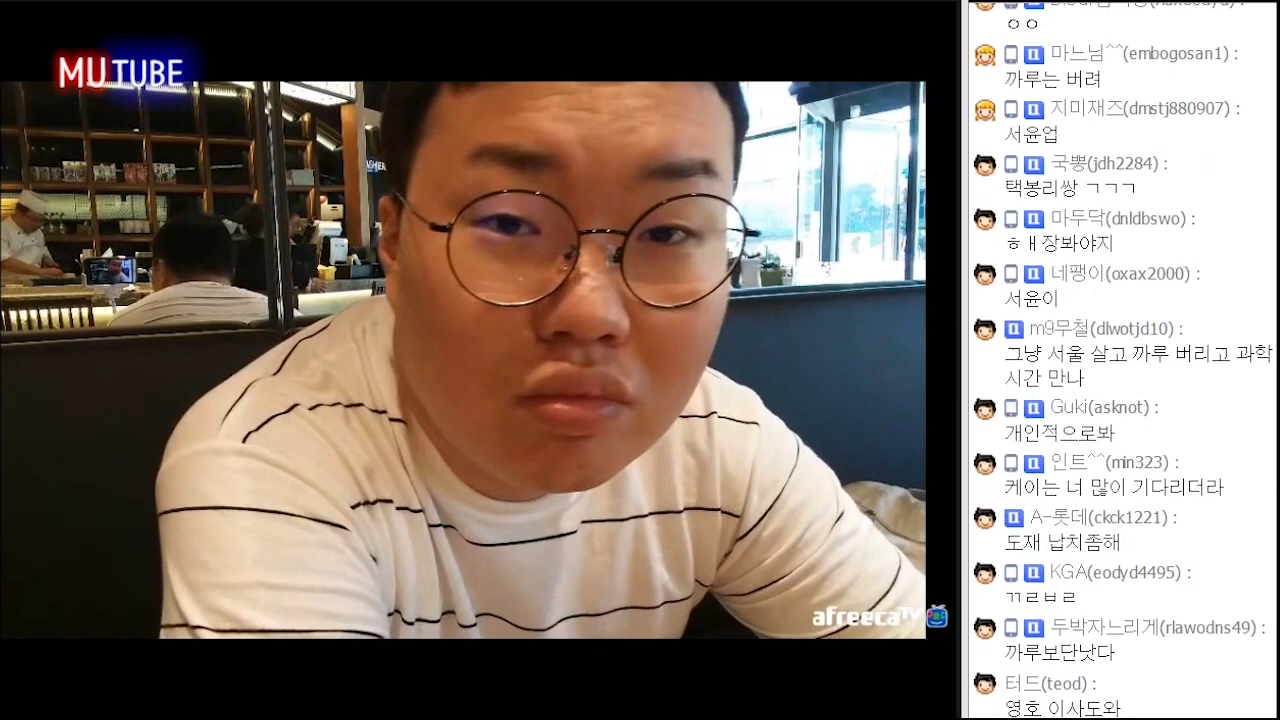 MUTUBE
afreecaTV
ㅇㅇ
마느님^^(embogosan1) :
까루는 버려
지미재즈(dmstj880907) :
서윤업
국뽕(jdh2284) :
택봉리쌍 ㄱㄱㄱ
마두닥(dnldbswo) :
ㅎㅐ장봐야지
네팽이(oxax2000) :
서윤이
m9무철(dlwotjd10) :
그냥 서울 살고 까루 버리고 과학
시간 만나
Guki(asknot) :
개인적으로봐
인트^^(min323) :
케이는 너 많이 기다리더라
A-롯데(ckck1221) :
도재 납치좀해
KGA(eodyd4495) :
ㄲㄹㅂㄹ
두박자느리게(rlawodns49) :
까루보단낫다
터드(teod) :
영호 이사도와